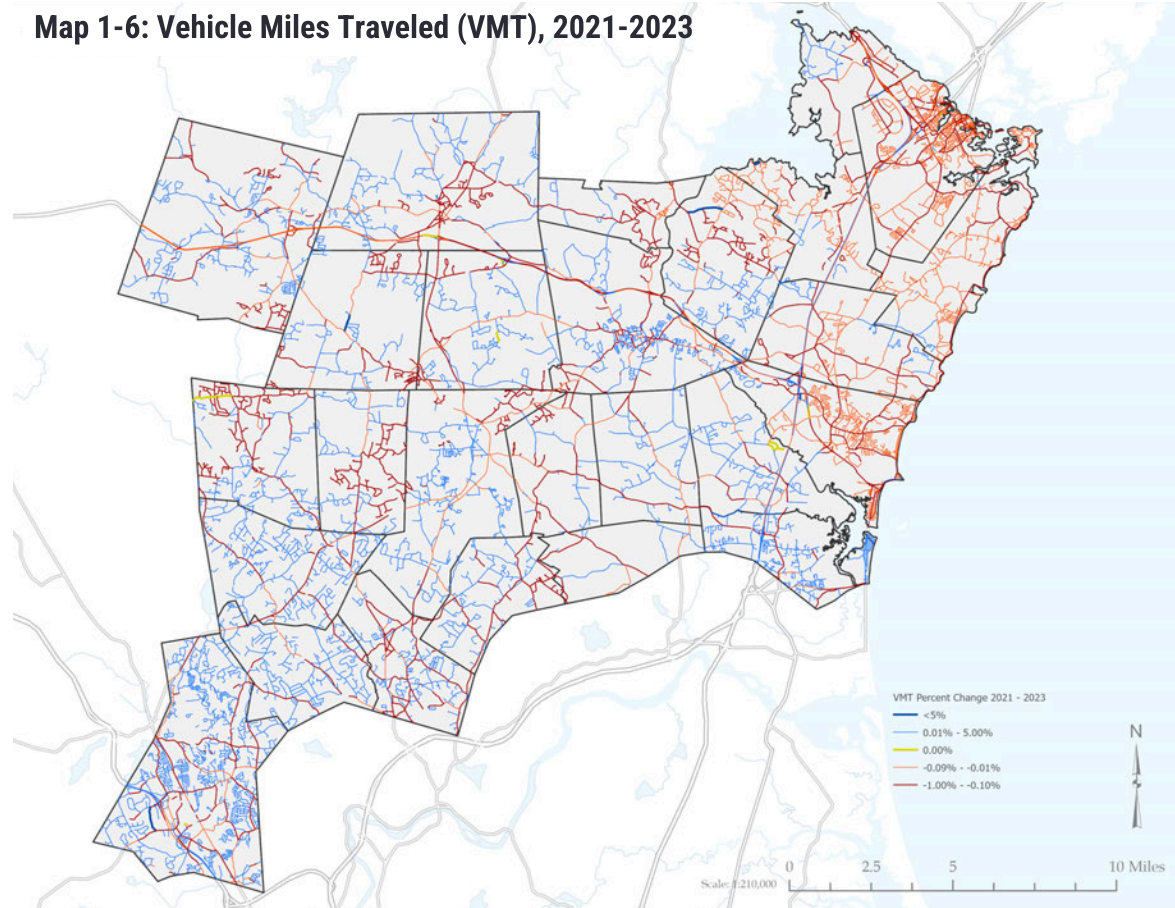 Map 1-6: Vehicle Miles Traveled (VMT), 2021-2023
VMT Percent Change 2021 - 2023
<5%
0.01% - 5.00%
0.00%
-0.09% - -0.01%
-1.00% - -0.10%
N
0 2.5 5 10 Miles
Scale: 1:210,000